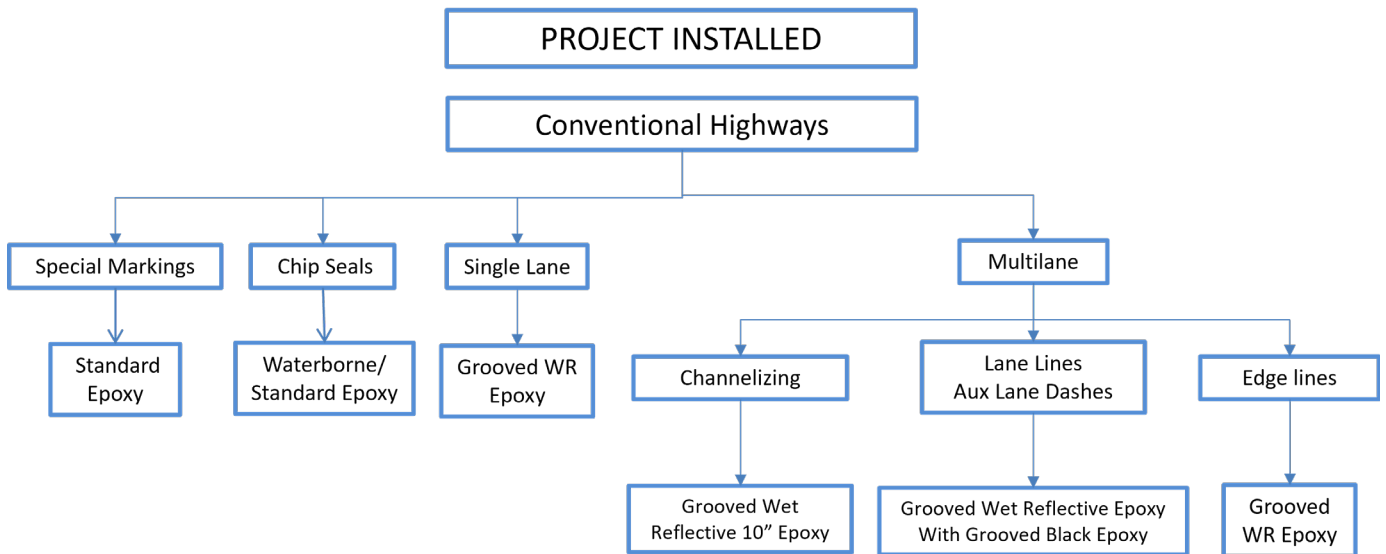 PROJECT INSTALLED
Conventional Highways
Special Markings
Chip Seals
Single Lane
Multilane
Standard
Epoxy
Waterborne/
Standard Epoxy
Grooved WR
Epoxy
Channelizing
Lane Lines
Aux Lane Dashes
Edge lines
Grooved Wet
Reflective 10” Epoxy
Grooved Wet Reflective Epoxy
With Grooved Black Epoxy
Grooved
WR Epoxy